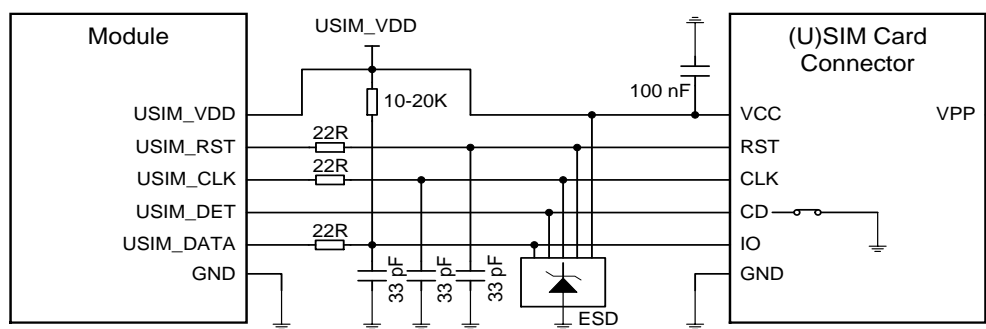 Module
USIM_VDD
(U)SIM Card
Connector
10-20K
100 nF
USIM_VDD
VCC
VPP
USIM_RST
22R
RST
USIM_CLK
22R
CLK
USIM_DET
CD
USIM_DATA
22R
IO
GND
33 pF
33 pF
33 pF
GND
ESD